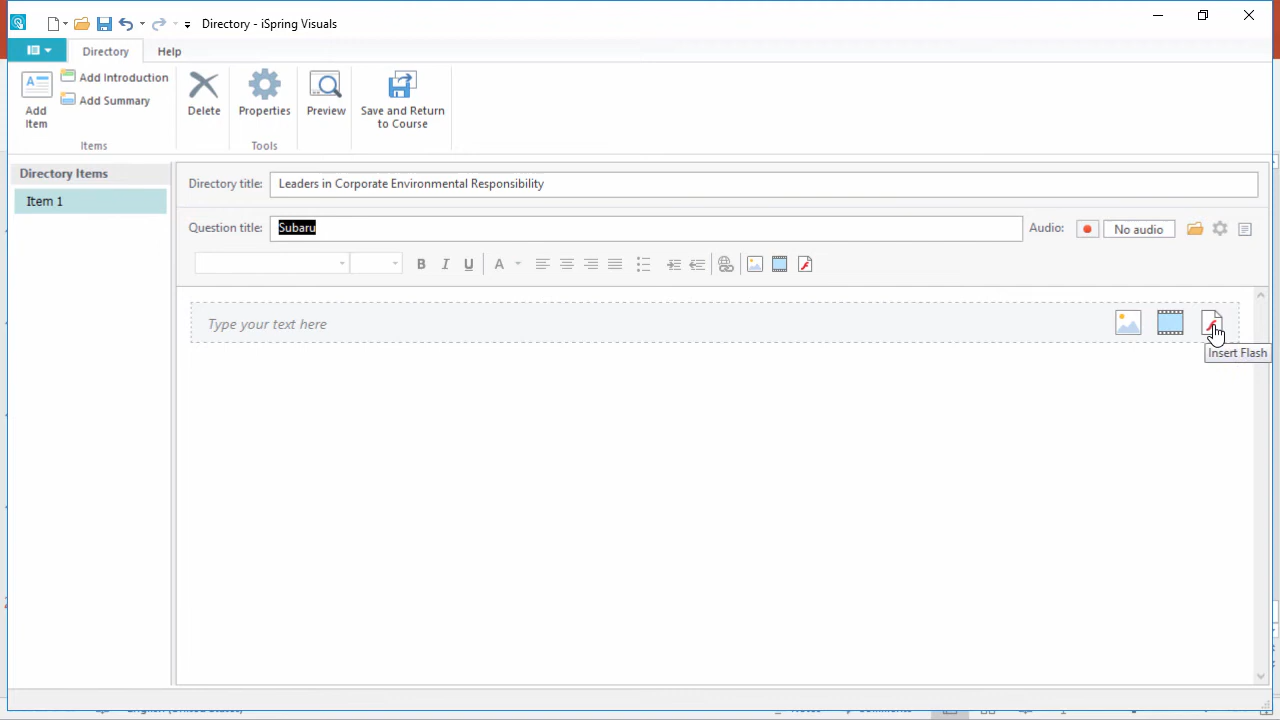 Directory - iSpring Visuals
Directory Help
Add Item
Add Introduction
Add Summary
Items
Delete
Properties
Tools
Preview
Save and Return
to Course
Directory Items
Item 1
Directory title: Leaders in Corporate Environmental Responsibility
Question title: Subaru
Audio: No audio
B I U A
Type your text here
Insert Flash